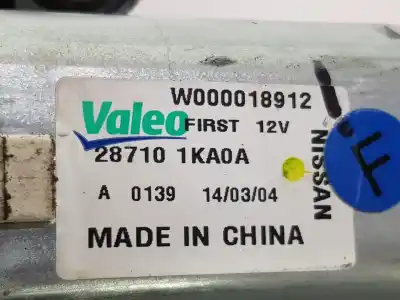 W000018912
Valeo FIRST 12V
28710 1KA0A
A 0139 14/03/04
MADE IN CHINA
NISSAN
F